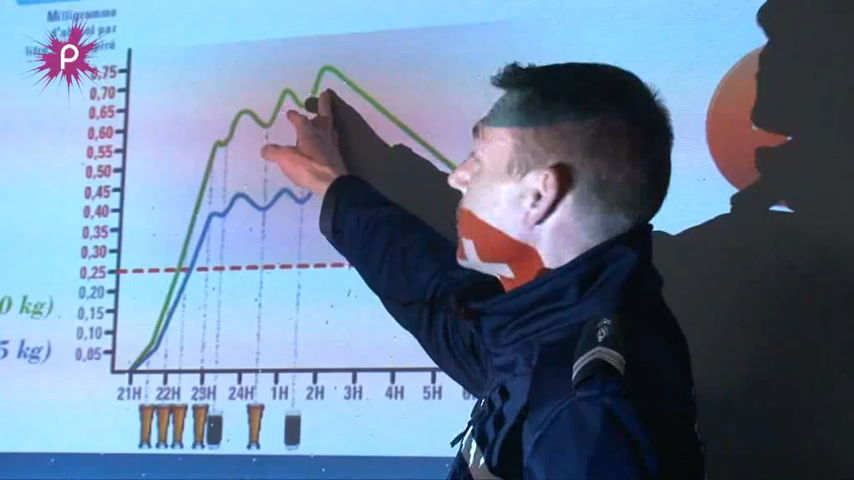 Milligramme
d'alcool par
P
0,75
0,70
0,65
0,60
0,55
0,50
0,45
0,40
0,35
0,30
0,25
0,20
0,15
0,10
0,05
0 kg)
5 kg)
21H 22H 23H 24H 1H 2H 3H 4H 5H